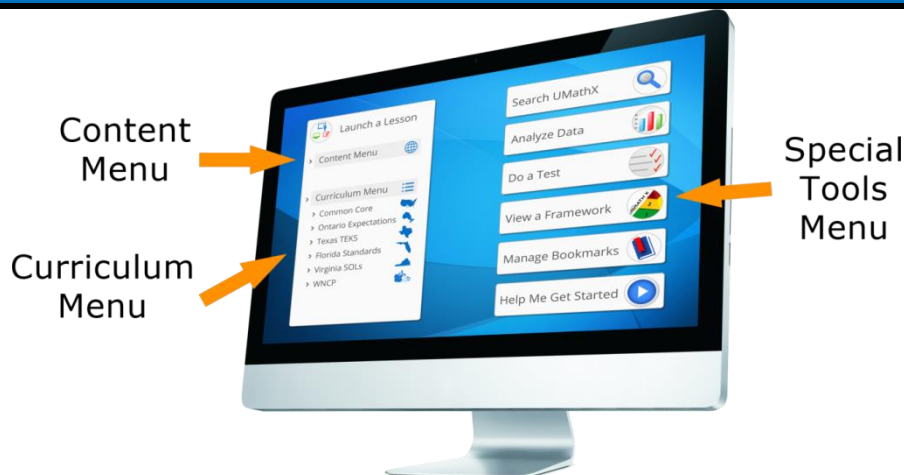 Content
Menu
Curriculum
Menu
Launch a Lesson
› Content Menu
› Curriculum Menu
› Common Core
› Ontario Expectations
› Texas TEKS
› Florida Standards
› Virginia SOLs
› WNCP
Search UMathX
Analyze Data
Do a Test
View a Framework
Manage Bookmarks
Help Me Get Started
Special
Tools
Menu